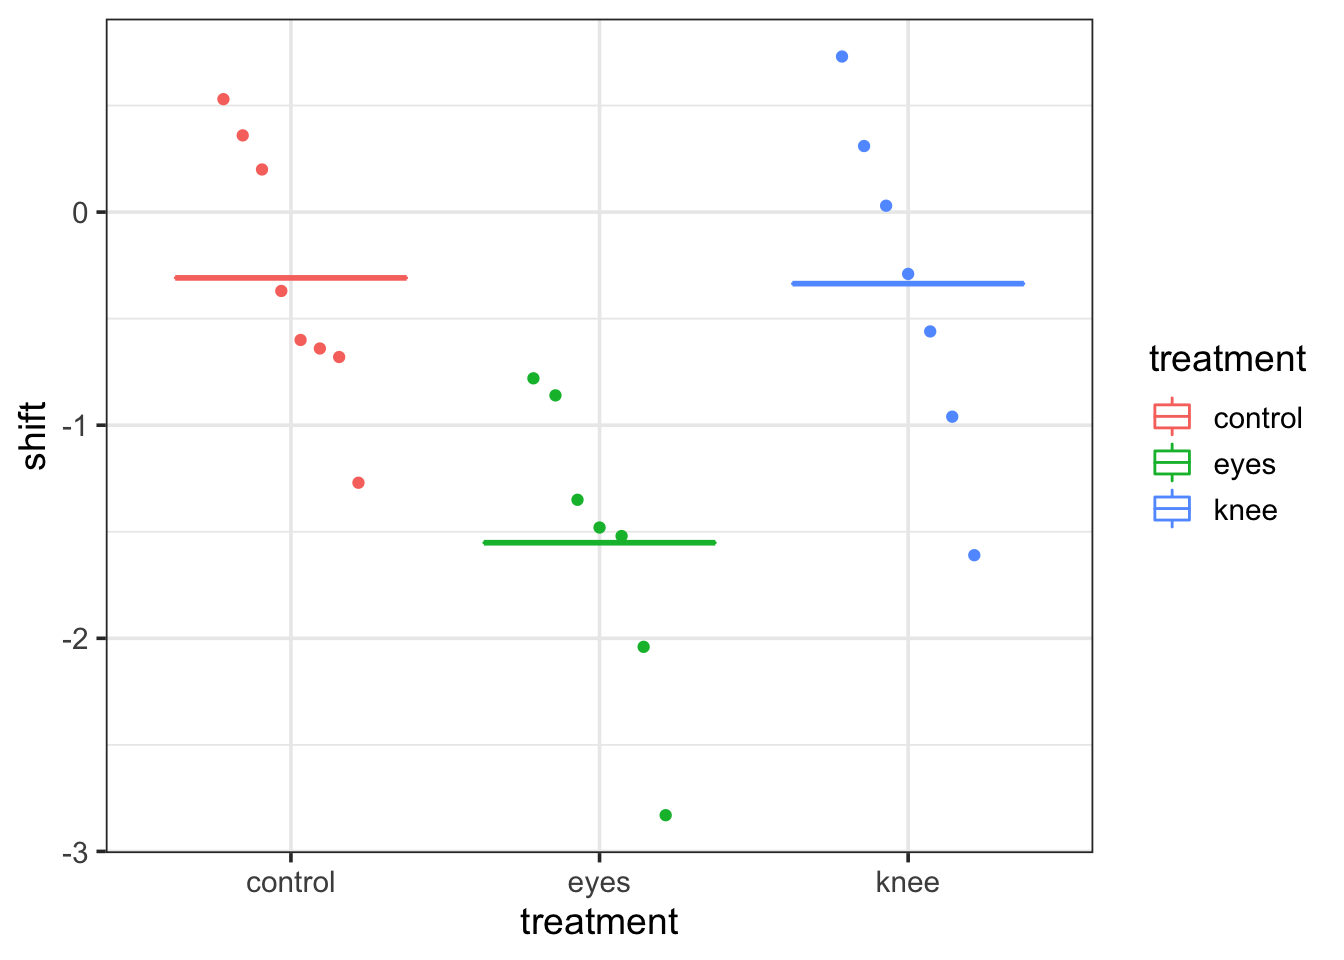 0
-1
-2
-3
shift
control
eyes
knee
treatment
treatment
control
eyes
knee